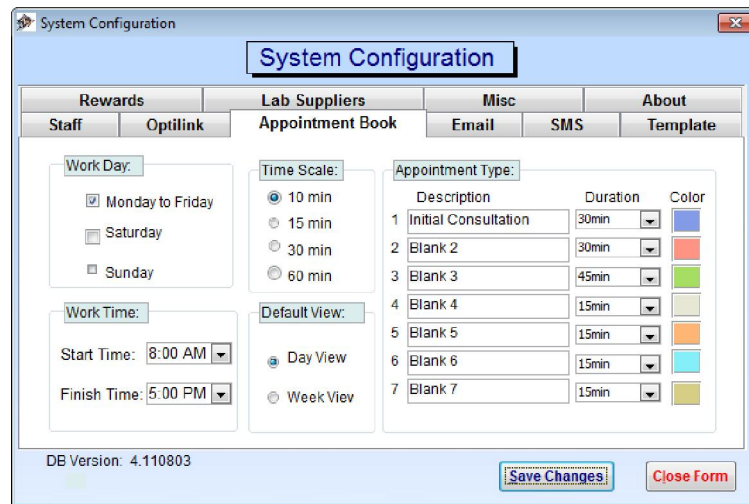 System Configuration
System Configuration
Rewards Lab Suppliers Misc About
Staff Optilink Appointment Book Email SMS Template
Work Day:
Monday to Friday
Saturday
Sunday
Work Time:
Start Time: 8:00 AM
Finish Time: 5:00 PM
Time Scale:
10 min
15 min
30 min
60 min
Default View:
Day View
Week Viev
Appointment Type:
Description Duration Color
1 Initial Consultation 30min
2 Blank 2 30min
3 Blank 3 45min
4 Blank 4 15min
5 Blank 5 15min
6 Blank 6 15min
7 Blank 7 15min
DB Version: 4.110803
Save Changes Close Form